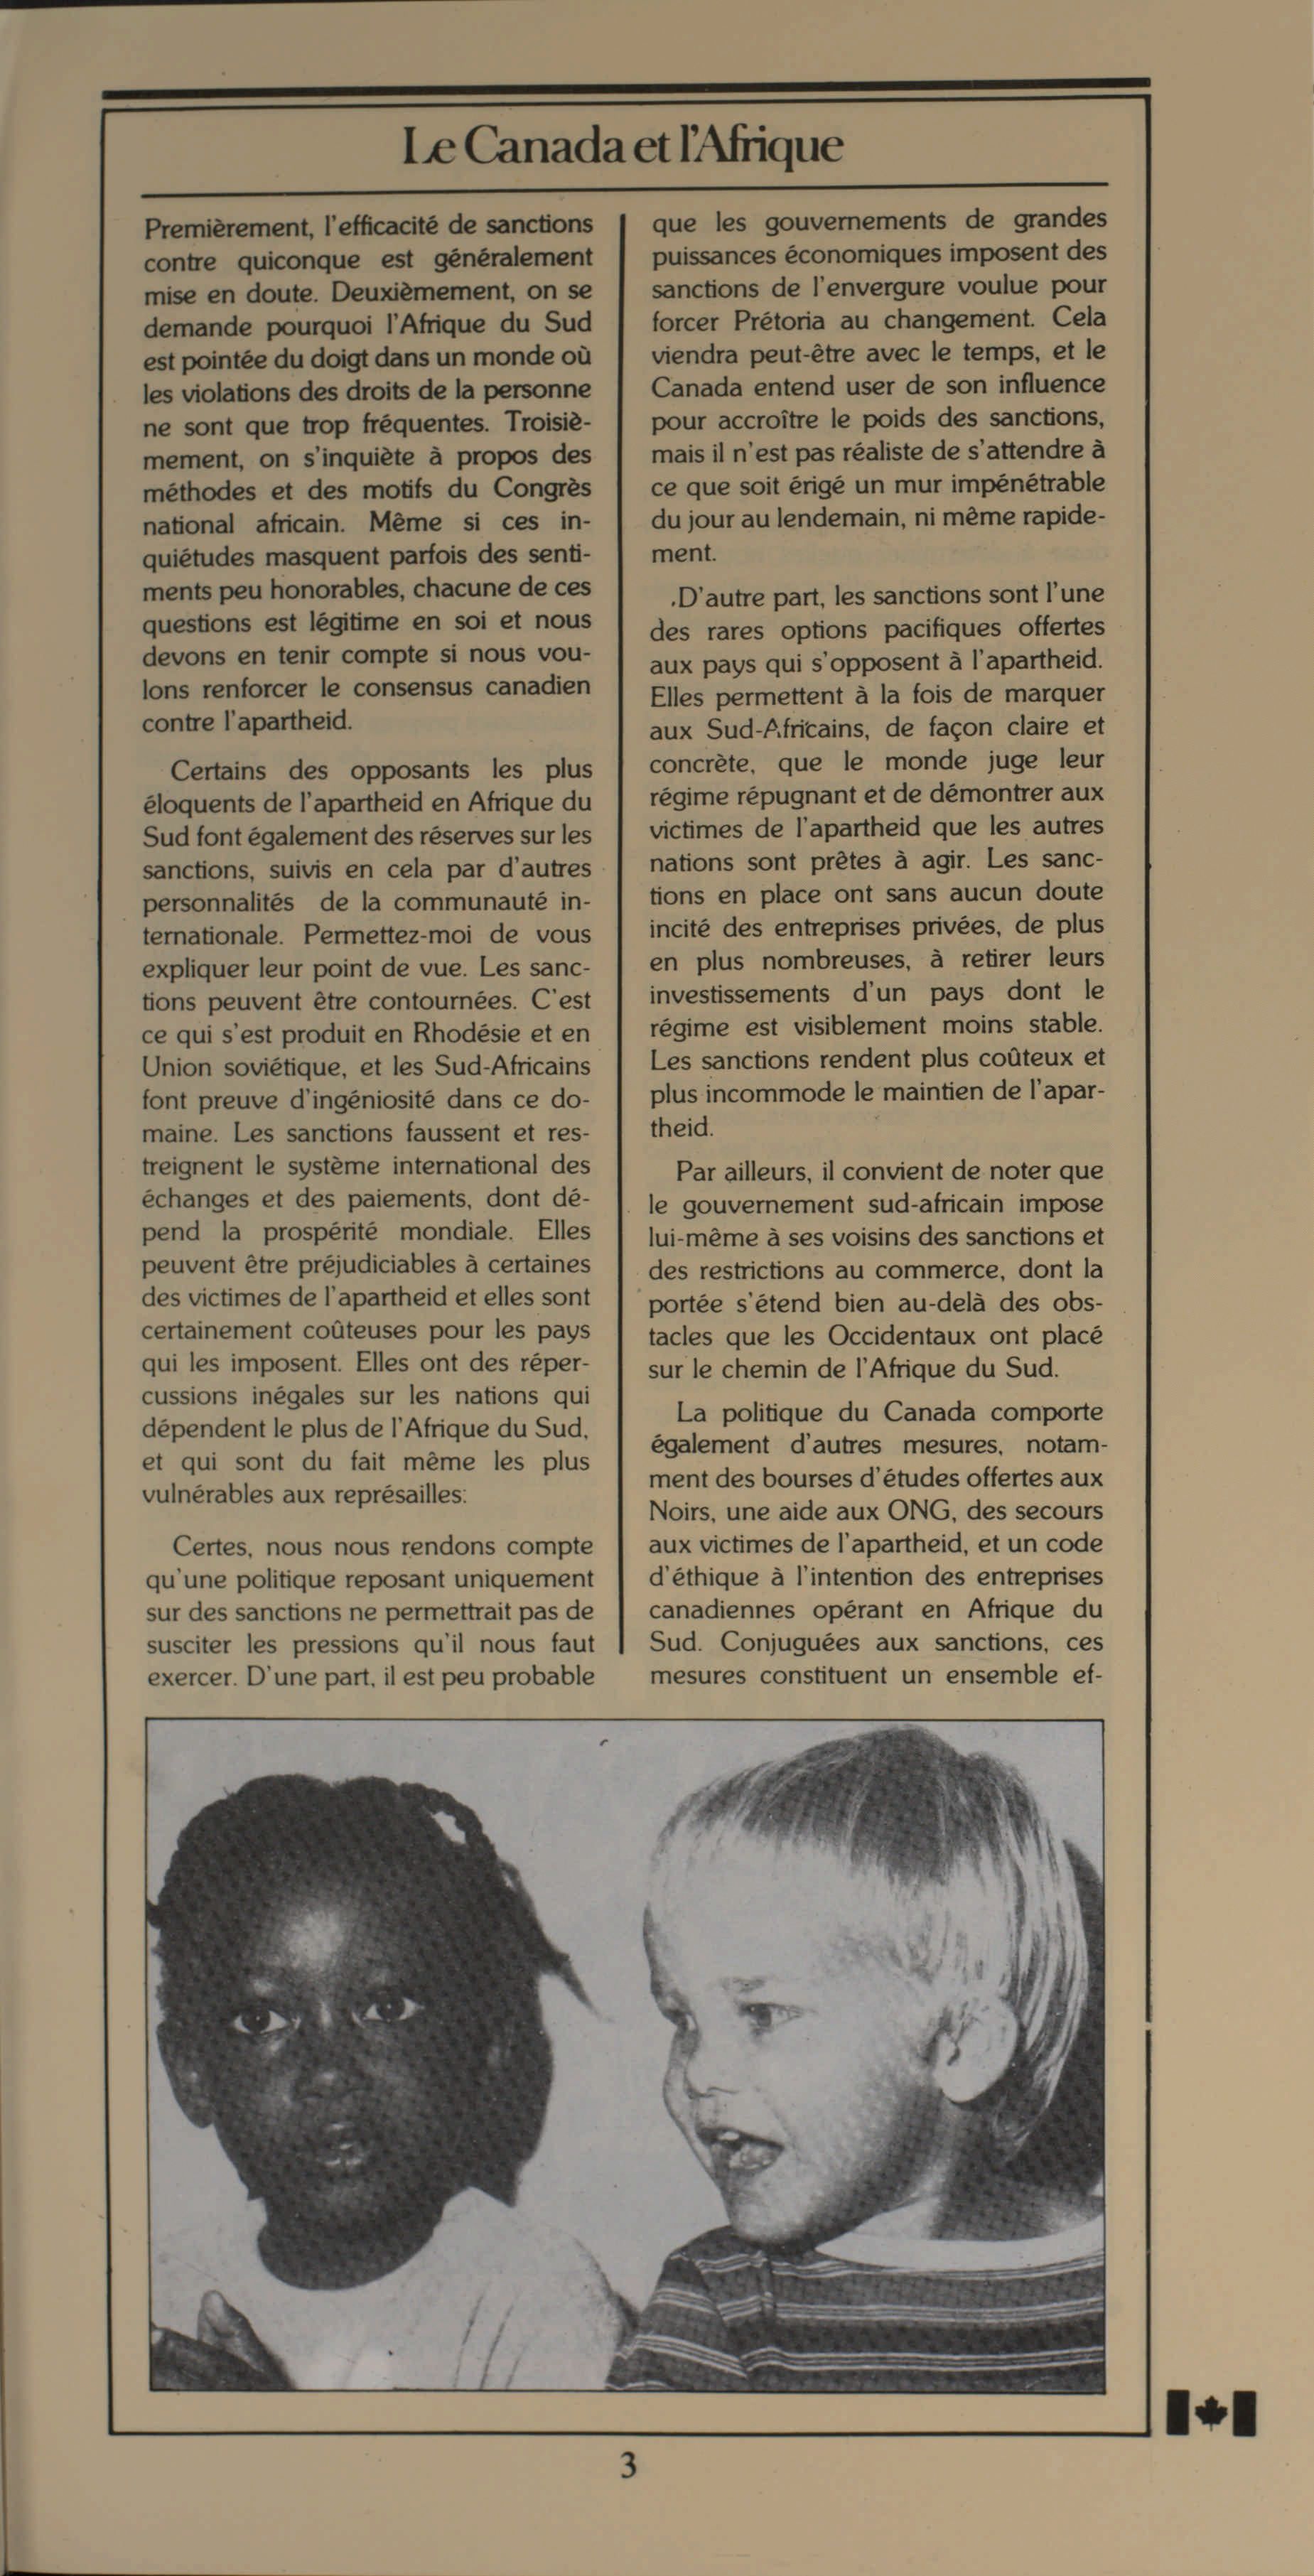 Le Canada et l'Afrique
Premièrement, l'efficacité de sanctions
contre quiconque est généralement
mise en doute. Deuxièmement, on se
demande pourquoi l'Afrique du Sud
est pointée du doigt dans un monde où
les violations des droits de la personne
ne sont que trop fréquentes. Troisiè-
mement, on s'inquiète à propos des
méthodes et des motifs du Congrès
national africain. Même si ces in-
quiétudes masquent parfois des senti-
ments peu honorables, chacune de ces
questions est légitime en soi et nous
devons en tenir compte si nous vou-
lons renforcer le consensus canadien
contre l'apartheid.
Certains des opposants les plus
éloquents de l'apartheid en Afrique du
Sud font également des réserves sur les
sanctions, suivis en cela par d'autres
personnalités de la communauté in-
ternationale. Permettez-moi de vous
expliquer leur point de vue. Les sanc-
tions peuvent être contournées. C'est
ce qui s'est produit en Rhodésie et en
Union soviétique, et les Sud-Africains
font preuve d'ingéniosité dans ce do-
maine. Les sanctions faussent et res-
treignent le système international des
échanges et des paiements, dont dé-
pend la prospérité mondiale. Elles
peuvent être préjudiciables à certaines
des victimes de l'apartheid et elles sont
certainement coûteuses pour les pays
qui les imposent. Elles ont des réper-
cussions inégales sur les nations qui
dépendent le plus de l'Afrique du Sud,
et qui sont du fait même les plus
vulnérables aux représailles.
Certes, nous nous rendons compte
qu'une politique reposant uniquement
sur des sanctions ne permettrait pas de
susciter les pressions qu'il nous faut
exercer. D'une part, il est peu probable
que les gouvernements de grandes
puissances économiques imposent des
sanctions de l'envergure voulue pour
forcer Prétoria au changement. Cela
viendra peut-être avec le temps, et le
Canada entend user de son influence
pour accroître le poids des sanctions,
mais il n'est pas réaliste de s'attendre à
ce que soit érigé un mur impénétrable
du jour au lendemain, ni même rapide-
ment.
D'autre part, les sanctions sont l'une
des rares options pacifiques offertes
aux pays qui s'opposent à l'apartheid.
Elles permettent à la fois de marquer
aux Sud-Africains, de façon claire et
concrète, que le monde juge leur
régime répugnant et de démontrer aux
victimes de l'apartheid que les autres
nations sont prêtes à agir. Les sanc-
tions en place ont sans aucun doute
incité des entreprises privées, de plus
en plus nombreuses, à retirer leurs
investissements d'un pays dont le
régime est visiblement moins stable.
Les sanctions rendent plus coûteux et
plus incommode le maintien de l'apar-
theid.
Par ailleurs, il convient de noter que
le gouvernement sud-africain impose
lui-même à ses voisins des sanctions et
des restrictions au commerce, dont la
portée s'étend bien au-delà des obs-
tacles que les Occidentaux ont placé
sur le chemin de l'Afrique du Sud.
La politique du Canada comporte
également d'autres mesures, notam-
ment des bourses d'études offertes aux
Noirs, une aide aux ONG, des secours
aux victimes de l'apartheid, et un code
d'éthique à l'intention des entreprises
canadiennes opérant en Afrique du
Sud. Conjuguées aux sanctions, ces
mesures constituent un ensemble ef-
3